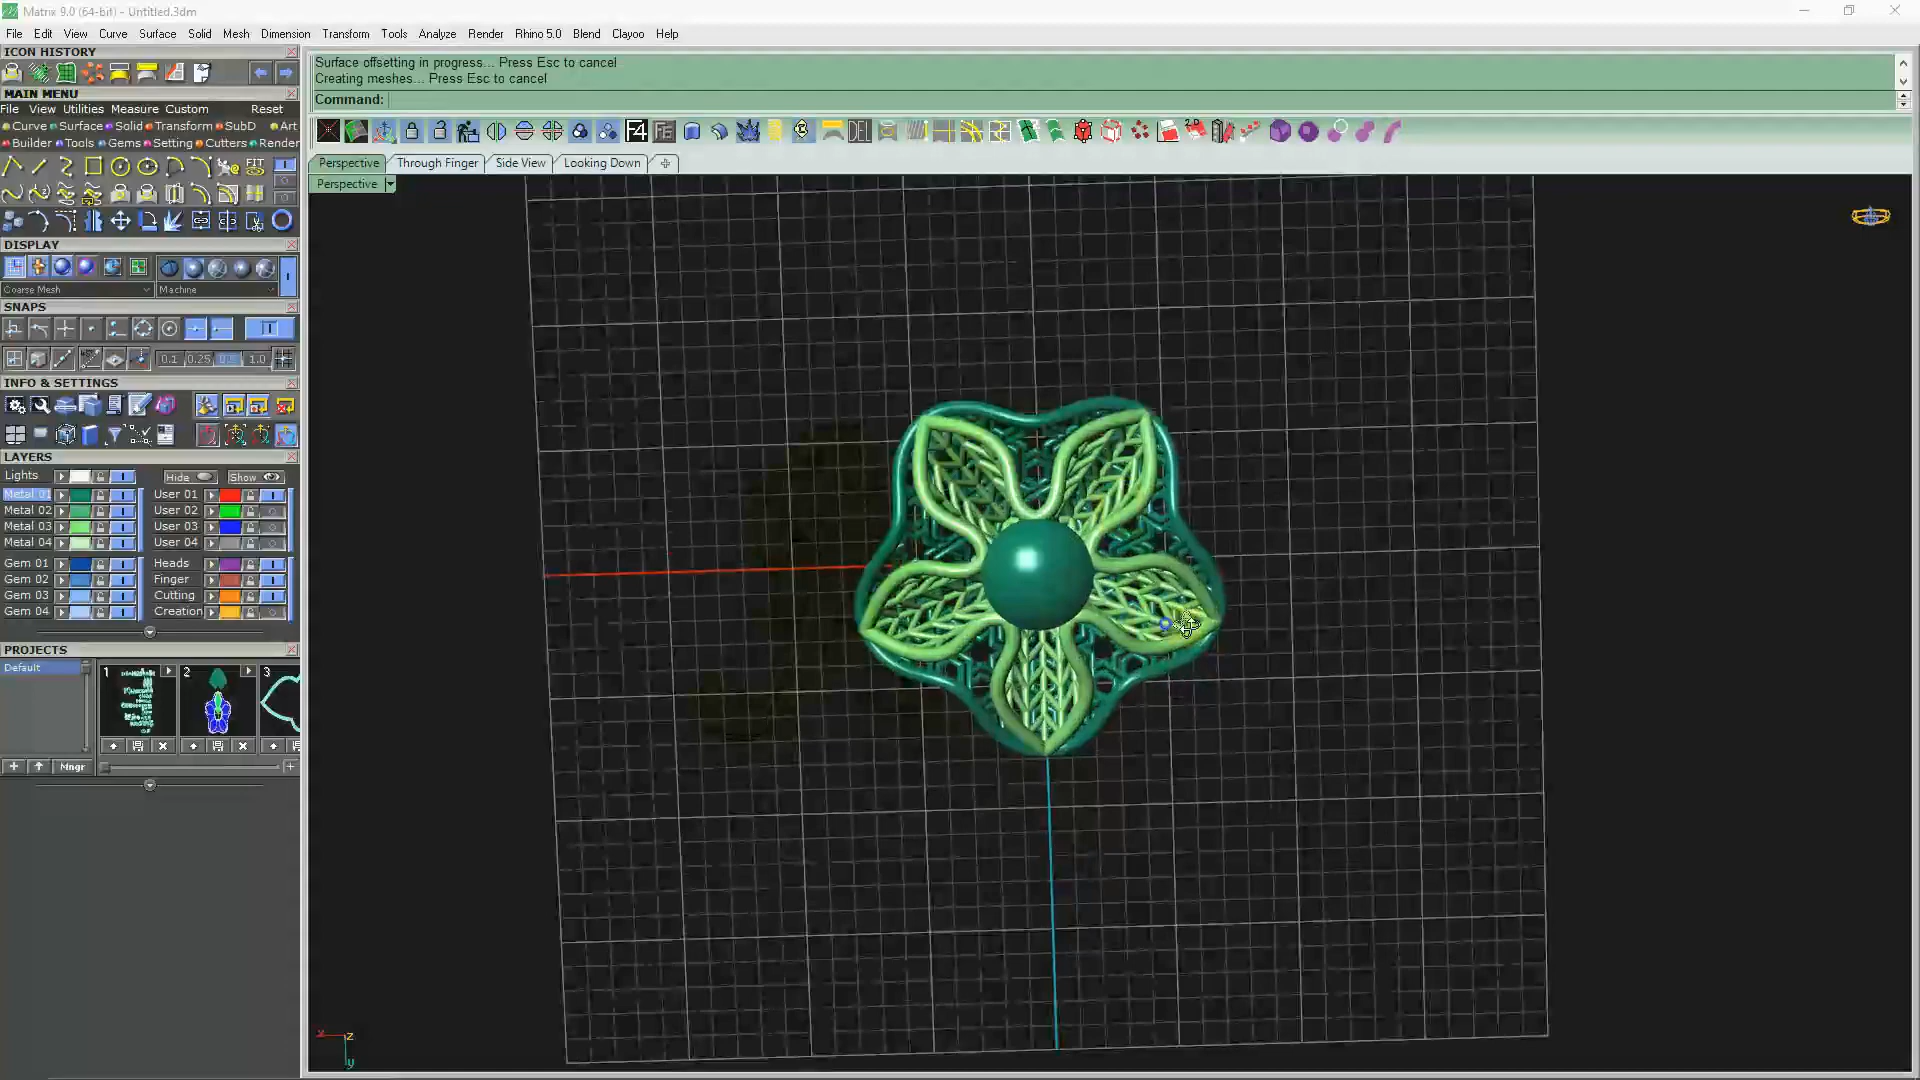 Matrix 9.0 (64-bit) - Untitled.3dm
File Edit View Curve Surface Solid Mesh Dimension Transform Tools Analyze Render Rhino 5.0 Blend Clayoo Help
ICON HISTORY
Surface offsetting in progress... Press Esc to cancel
Creating meshes... Press Esc to cancel
Command:
MAIN MENU
File View Utilities Measure Custom Reset
Curve Surface Solid Transform SubD Art
Builder Tools Gems Setting Cutters Render
F4 DEL 2D
Perspective Through Finger Side View Looking Down
Perspective
FIT
DISPLAY
Coarse Mesh Machine
SNAPS
0.1 0.25 1.0
INFO & SETTINGS
LAYERS
Lights Hide Show
Metal 01 User 01
Metal 02 User 02
Metal 03 User 03
Metal 04 User 04
Gem 01 Heads
Gem 02 Finger
Gem 03 Cutting
Gem 04 Creation
PROJECTS
Default
1 2 3
Mngr
x z
y